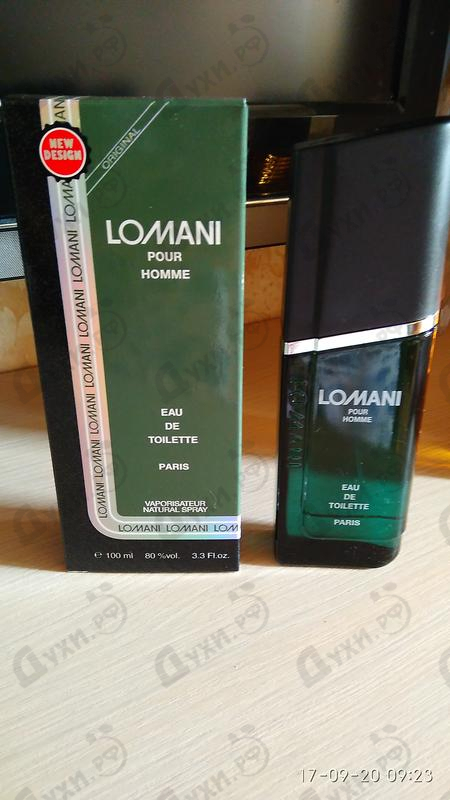 NEW
DESIGN
ORIGINAL
LOMANI
POUR
HOMME
EAU
DE
TOILETTE
PARIS
VAPORISATEUR
NATURAL SPRAY
LOMANI LOMANI LOMANI LOMANI LOMANI
LOMANI LOMANI LOM
℮ 100 ml 80 %vol. 3.3 Fl.oz.
LOMANI
POUR
HOMME
EAU
DE
TOILETTE
PARIS
Духи.рф
17-09-20 09:23